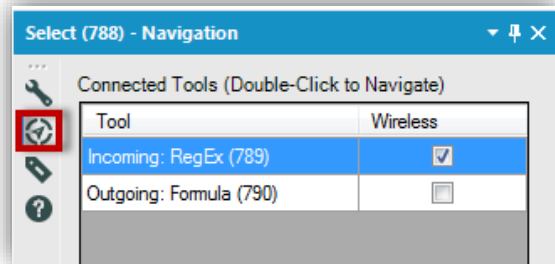 Select (788) - Navigation
Connected Tools (Double-Click to Navigate)
Tool Wireless
Incoming: RegEx (789)
Outgoing: Formula (790)